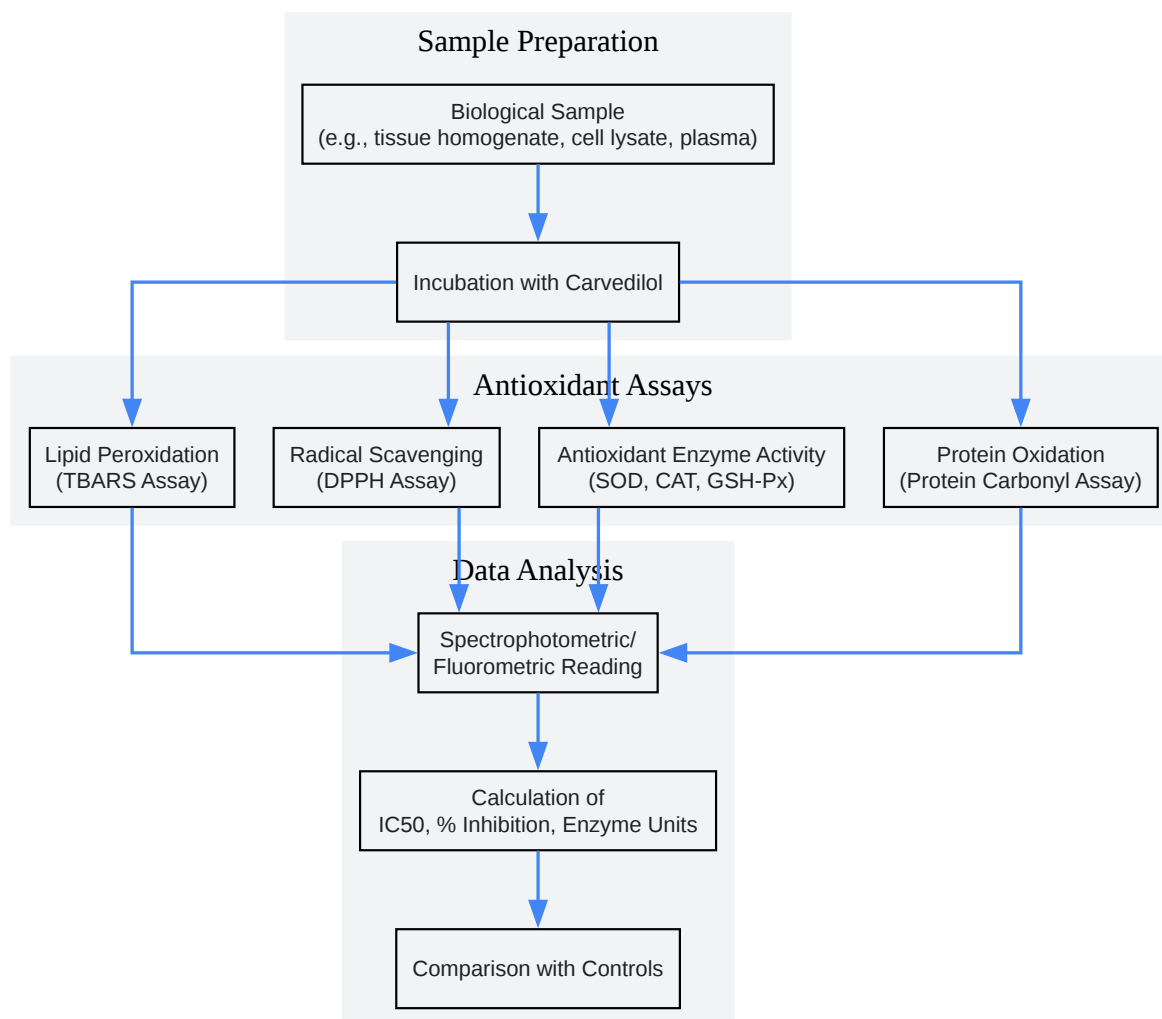 Sample Preparation
Biological Sample
(e.g., tissue homogenate, cell lysate, plasma)
Incubation with Carvedilol
Antioxidant Assays
Lipid Peroxidation
(TBARS Assay)
Radical Scavenging
(DPPH Assay)
Antioxidant Enzyme Activity
(SOD, CAT, GSH-Px)
Protein Oxidation
(Protein Carbonyl Assay)
Data Analysis
Spectrophotometric/
Fluorometric Reading
Calculation of
IC50, % Inhibition, Enzyme Units
Comparison with Controls